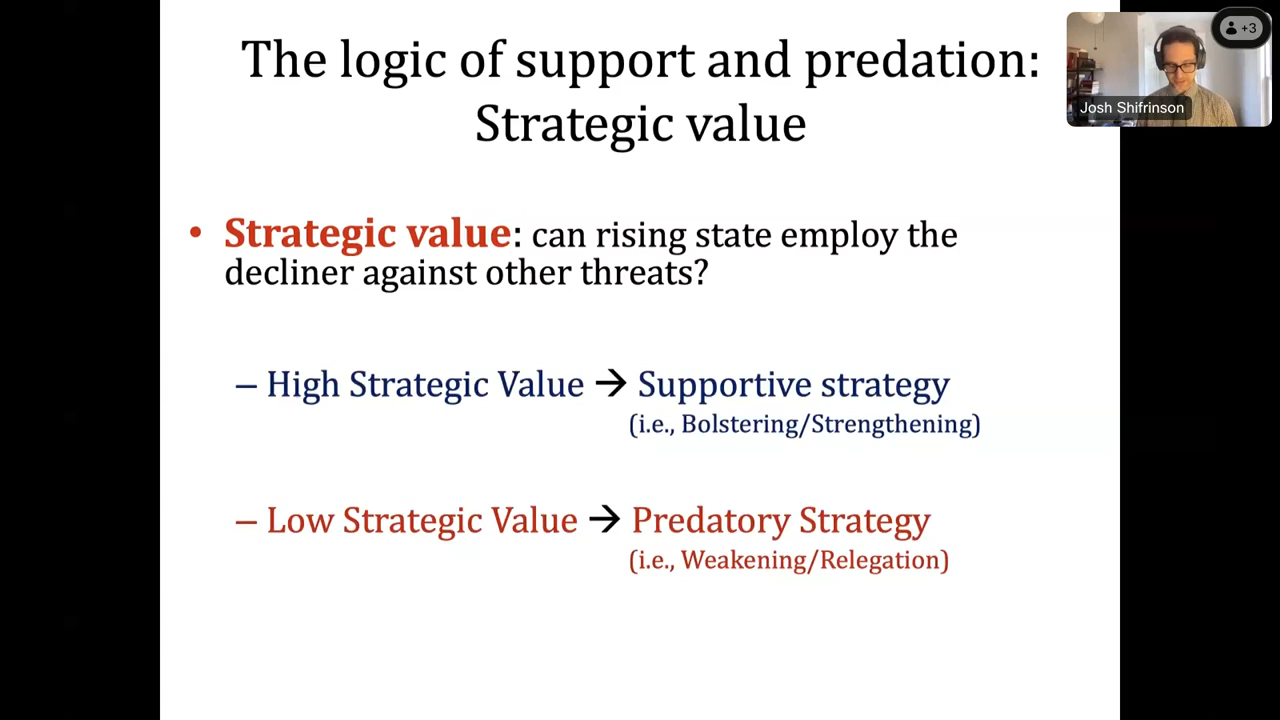 The logic of support and predation:
Strategic value
+3
Josh Shifrinson
• Strategic value: can rising state employ the
decliner against other threats?
– High Strategic Value → Supportive strategy
(i.e., Bolstering/Strengthening)
– Low Strategic Value → Predatory Strategy
(i.e., Weakening/Relegation)